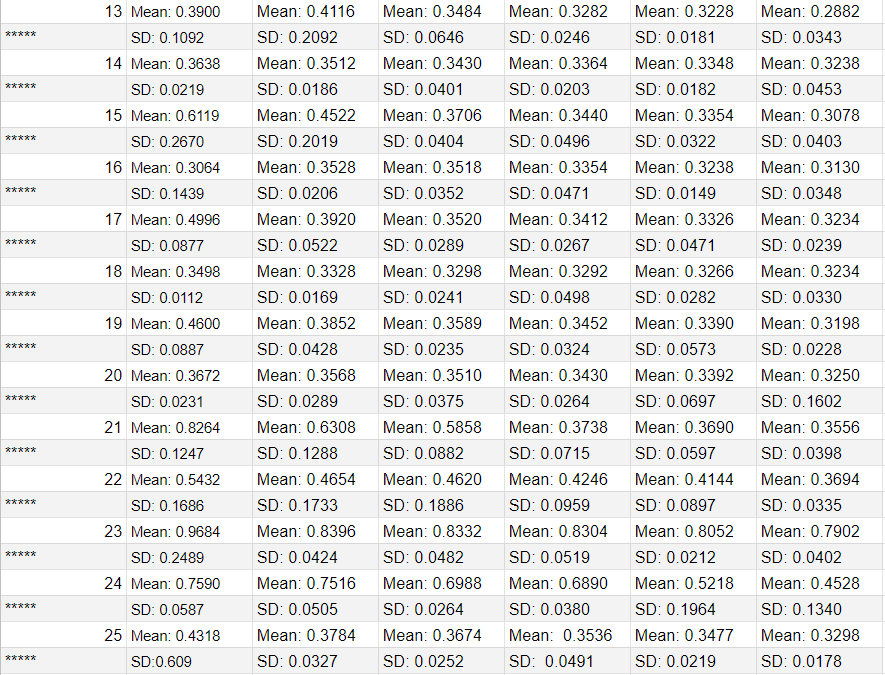 13 Mean: 0.3900 Mean: 0.4116 Mean: 0.3484 Mean: 0.3282 Mean: 0.3228 Mean: 0.2882
***** SD: 0.1092 SD: 0.2092 SD: 0.0646 SD: 0.0246 SD: 0.0181 SD: 0.0343
14 Mean: 0.3638 Mean: 0.3512 Mean: 0.3430 Mean: 0.3364 Mean: 0.3348 Mean: 0.3238
***** SD: 0.0219 SD: 0.0186 SD: 0.0401 SD: 0.0203 SD: 0.0182 SD: 0.0453
15 Mean: 0.6119 Mean: 0.4522 Mean: 0.3706 Mean: 0.3440 Mean: 0.3354 Mean: 0.3078
***** SD: 0.2670 SD: 0.2019 SD: 0.0404 SD: 0.0496 SD: 0.0322 SD: 0.0403
16 Mean: 0.3064 Mean: 0.3528 Mean: 0.3518 Mean: 0.3354 Mean: 0.3238 Mean: 0.3130
***** SD: 0.1439 SD: 0.0206 SD: 0.0352 SD: 0.0471 SD: 0.0149 SD: 0.0348
17 Mean: 0.4996 Mean: 0.3920 Mean: 0.3520 Mean: 0.3412 Mean: 0.3326 Mean: 0.3234
***** SD: 0.0877 SD: 0.0522 SD: 0.0289 SD: 0.0267 SD: 0.0471 SD: 0.0239
18 Mean: 0.3498 Mean: 0.3328 Mean: 0.3298 Mean: 0.3292 Mean: 0.3266 Mean: 0.3234
***** SD: 0.0112 SD: 0.0169 SD: 0.0241 SD: 0.0498 SD: 0.0282 SD: 0.0330
19 Mean: 0.4600 Mean: 0.3852 Mean: 0.3589 Mean: 0.3452 Mean: 0.3390 Mean: 0.3198
***** SD: 0.0887 SD: 0.0428 SD: 0.0235 SD: 0.0324 SD: 0.0573 SD: 0.0228
20 Mean: 0.3672 Mean: 0.3568 Mean: 0.3510 Mean: 0.3430 Mean: 0.3392 Mean: 0.3250
***** SD: 0.0231 SD: 0.0289 SD: 0.0375 SD: 0.0264 SD: 0.0697 SD: 0.1602
21 Mean: 0.8264 Mean: 0.6308 Mean: 0.5858 Mean: 0.3738 Mean: 0.3690 Mean: 0.3556
***** SD: 0.1247 SD: 0.1288 SD: 0.0882 SD: 0.0715 SD: 0.0597 SD: 0.0398
22 Mean: 0.5432 Mean: 0.4654 Mean: 0.4620 Mean: 0.4246 Mean: 0.4144 Mean: 0.3694
***** SD: 0.1686 SD: 0.1733 SD: 0.1886 SD: 0.0959 SD: 0.0897 SD: 0.0335
23 Mean: 0.9684 Mean: 0.8396 Mean: 0.8332 Mean: 0.8304 Mean: 0.8052 Mean: 0.7902
***** SD: 0.2489 SD: 0.0424 SD: 0.0482 SD: 0.0519 SD: 0.0212 SD: 0.0402
24 Mean: 0.7590 Mean: 0.7516 Mean: 0.6988 Mean: 0.6890 Mean: 0.5218 Mean: 0.4528
***** SD: 0.0587 SD: 0.0505 SD: 0.0264 SD: 0.0380 SD: 0.1964 SD: 0.1340
25 Mean: 0.4318 Mean: 0.3784 Mean: 0.3674 Mean: 0.3536 Mean: 0.3477 Mean: 0.3298
***** SD:0.609 SD: 0.0327 SD: 0.0252 SD: 0.0491 SD: 0.0219 SD: 0.0178